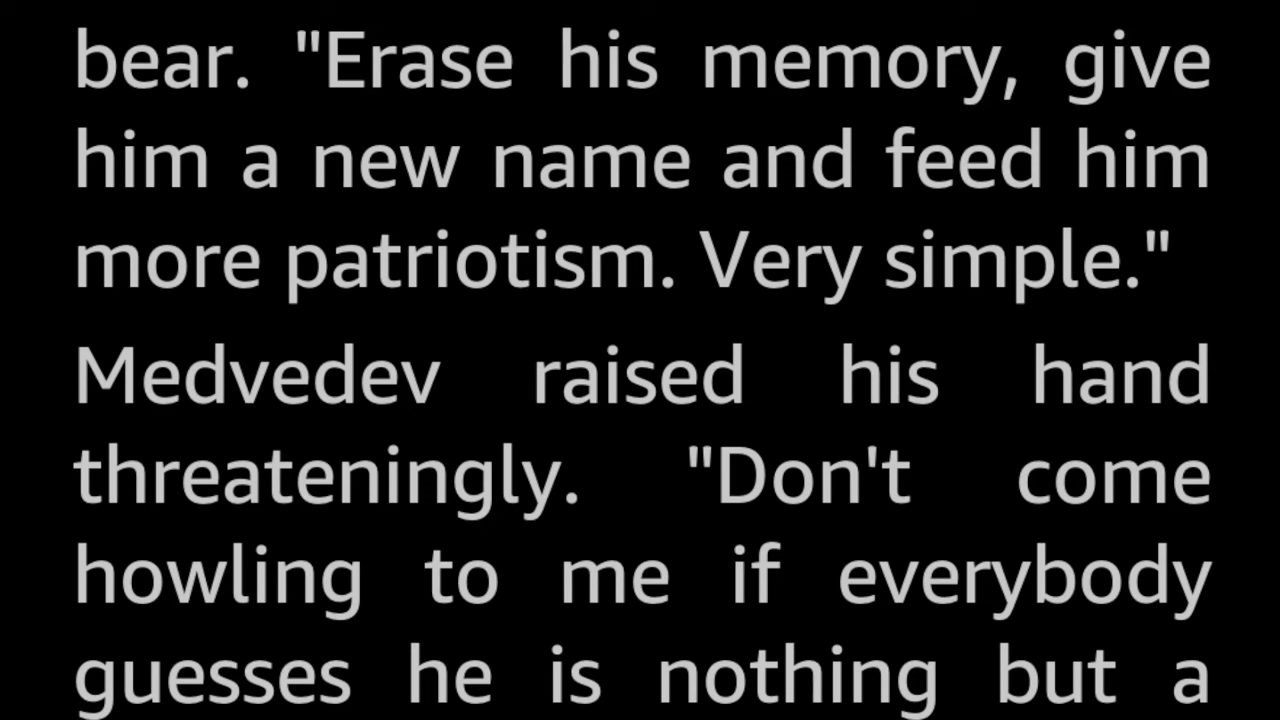 bear. "Erase his memory, give
him a new name and feed him
more patriotism. Very simple."
Medvedev raised his hand
threateningly. "Don't come
howling to me if everybody
guesses he is nothing but a